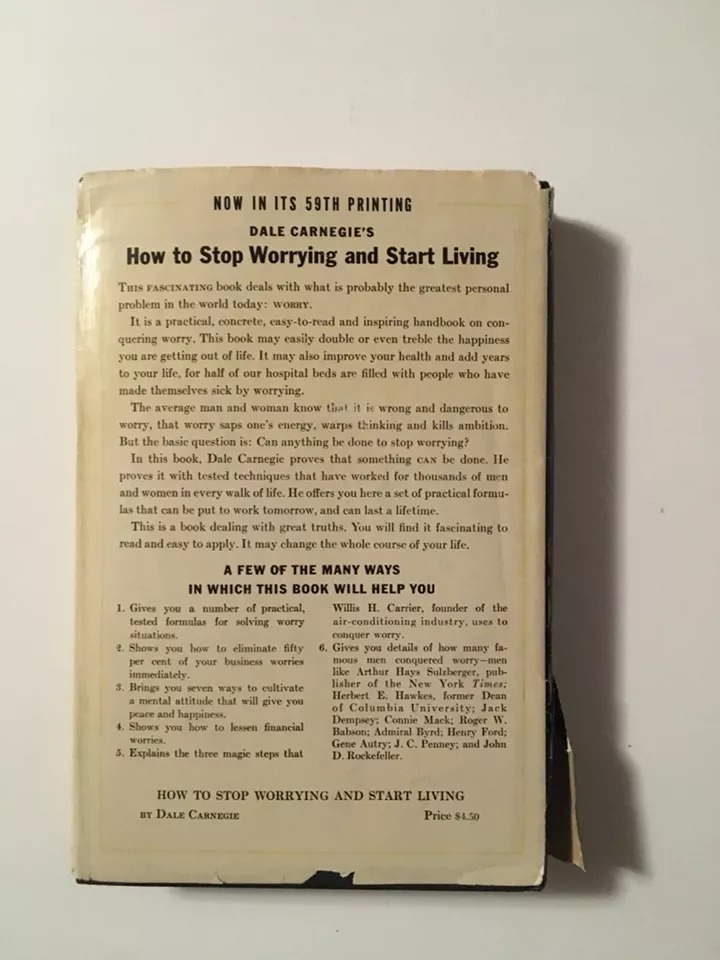 NOW IN ITS 59TH PRINTING
DALE CARNEGIE'S
How to Stop Worrying and Start Living
THIS FASCINATING book deals with what is probably the greatest personal
problem in the world today: WORRY.
It is a practical, concrete, easy-to-read and inspiring handbook on con-
quering worry. This book may easily double or even treble the happiness
you are getting out of life. It may also improve your health and add years
to your life, for half of our hospital beds are filled with people who have
made themselves sick by worrying.
The average man and woman know that it is wrong and dangerous to
worry, that worry saps one's energy, warps thinking and kills ambition.
But the basic question is: Can anything be done to stop worrying?
In this book, Dale Carnegie proves that something CAN be done. He
proves it with tested techniques that have worked for thousands of men
and women in every walk of life. He offers you here a set of practical formu-
las that can be put to work tomorrow, and can last a lifetime.
This is a book dealing with great truths. You will find it fascinating to
read and easy to apply. It may change the whole course of your life.
A FEW OF THE MANY WAYS
IN WHICH THIS BOOK WILL HELP YOU
1. Gives you a number of practical,
tested formulas for solving worry
situations.
2. Shows you how to eliminate fifty
per cent of your business worries
immediately.
3. Brings you seven ways to cultivate
a mental attitude that will give you
peace and happiness.
4. Shows you how to lessen financial
worries.
5. Explains the three magic steps that
Willis H. Carrier, founder of the
air-conditioning industry, uses to
conquer worry.
6. Gives you details of how many fa-
mous men conquered worry—men
like Arthur Hays Sulzberger, pub-
lisher of the New York Times;
Herbert E. Hawkes, former Dean
of Columbia University; Jack
Dempsey; Connie Mack; Roger W.
Babson; Admiral Byrd; Henry Ford;
Gene Autry; J. C. Penney; and John
D. Rockefeller.
HOW TO STOP WORRYING AND START LIVING
BY DALE CARNEGIE Price $4.50